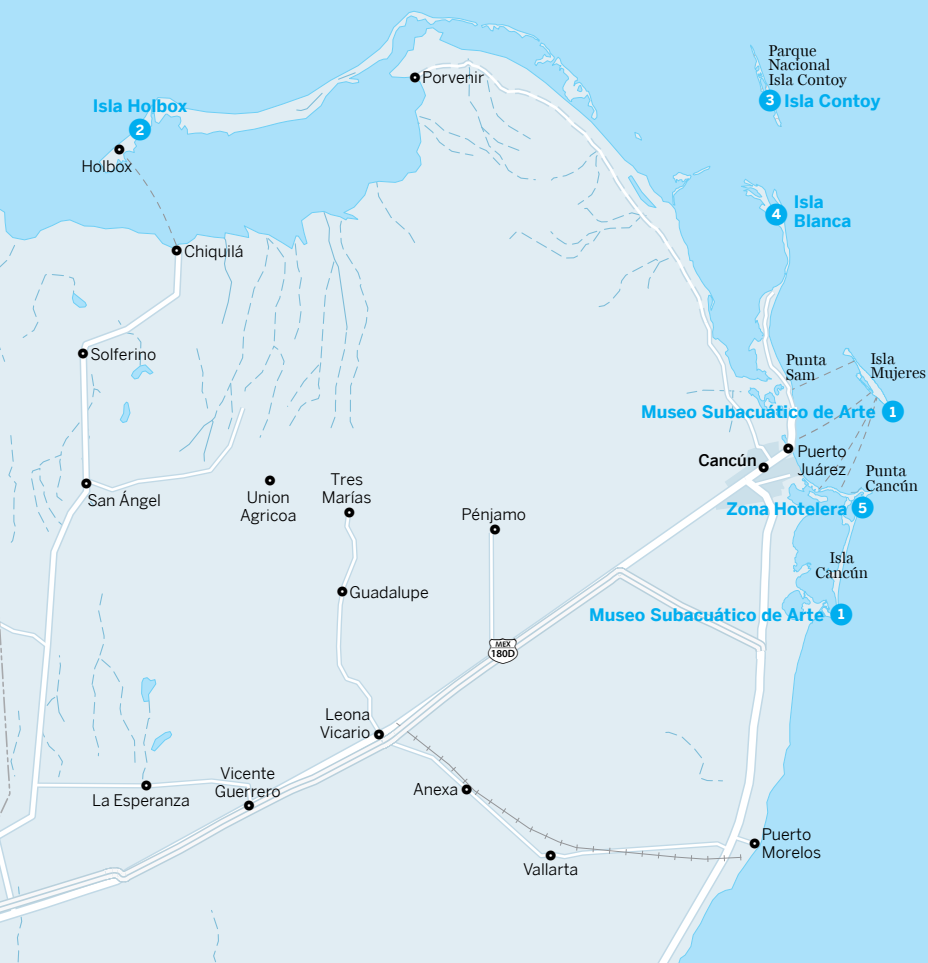 Parque
Nacional
Isla Contoy
3 Isla Contoy
Porvenir
Isla Holbox
2
Holbox
4
Isla
Blanca
Chiquilá
Solferino
Punta
Sam
Isla
Mujeres
Museo Subacuático de Arte 1
Cancún
Puerto
Juárez
Punta
Cancún
San Ángel
Union
Agricoa
Tres
Marías
Pénjamo
Zona Hotelera 5
Isla
Cancún
Guadalupe
Museo Subacuático de Arte 1
MEX
180D
Leona
Vicario
Vicente
Guerrero
La Esperanza
Anexa
Vallarta
Puerto
Morelos